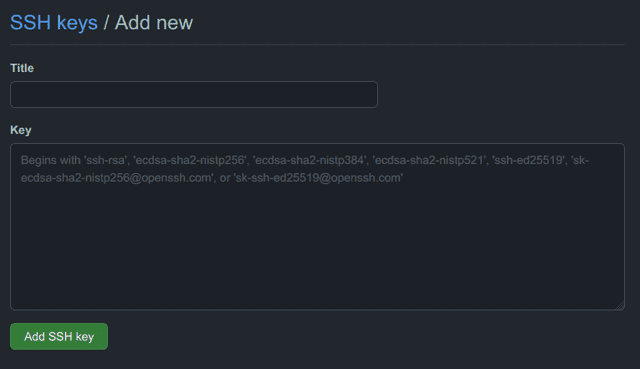 SSH keys / Add new
Title
Key
Begins with 'ssh-rsa', 'ecdsa-sha2-nistp256', 'ecdsa-sha2-nistp384', 'ecdsa-sha2-nistp521', 'ssh-ed25519', 'sk-
ecdsa-sha2-nistp256@openssh.com', or 'sk-ssh-ed25519@openssh.com'
Add SSH key